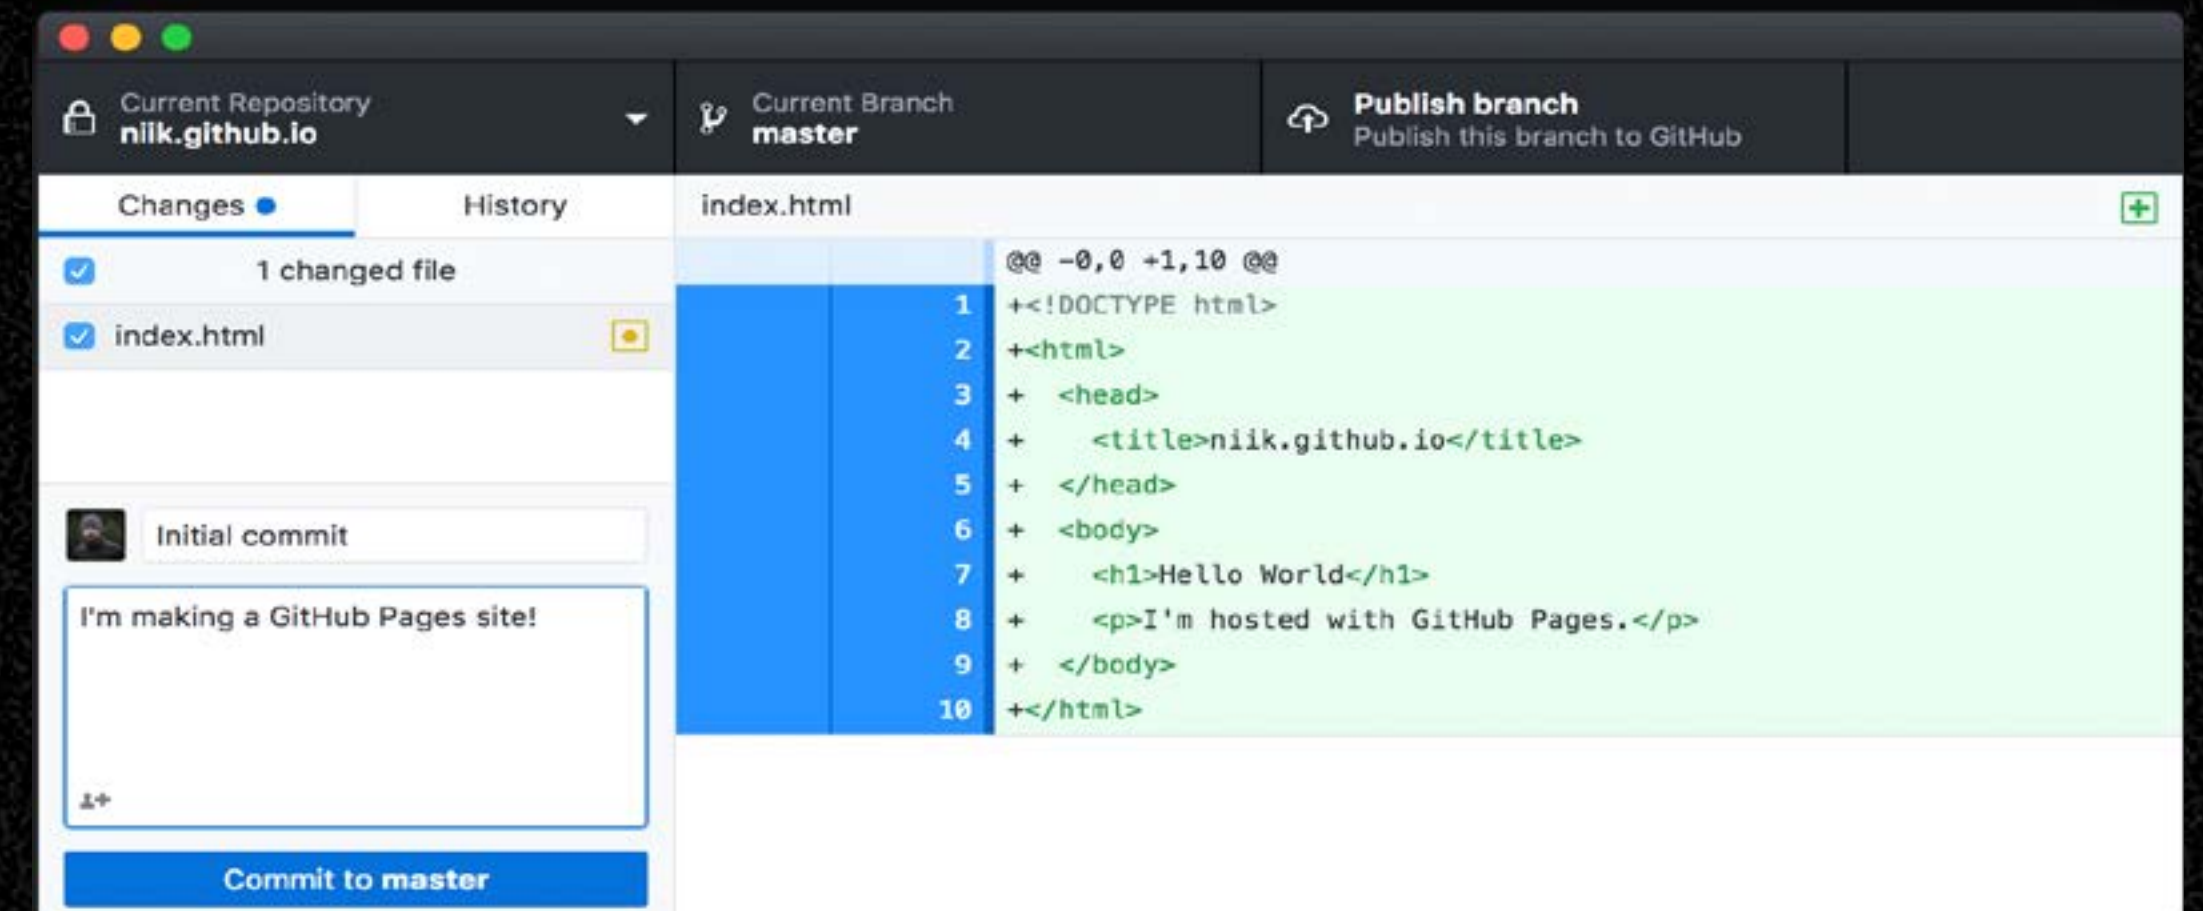 Current Repository
niik.github.io
Current Branch
master
Publish branch
Publish this branch to GitHub
Changes
History
1 changed file
index.html
Initial commit
I'm making a GitHub Pages site!
Commit to master
index.html
@@ -0,0 +1,10 @@
1 +<!DOCTYPE html>
2 +<html>
3 +  <head>
4 +    <title>niik.github.io</title>
5 +  </head>
6 +  <body>
7 +    <h1>Hello World</h1>
8 +    <p>I'm hosted with GitHub Pages.</p>
9 +  </body>
10 +</html>